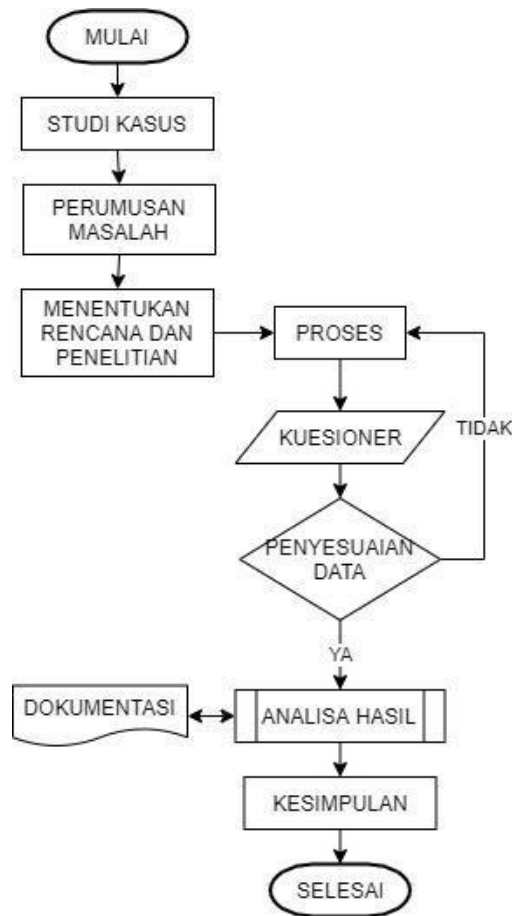 MULAI
STUDI KASUS
PERUMUSAN
MASALAH
MENENTUKAN
RENCANA DAN
PENELITIAN
PROSES
KUESIONER
TIDAK
PENYESUAIAN
DATA
YA
DOKUMENTASI
ANALISA HASIL
KESIMPULAN
SELESAI